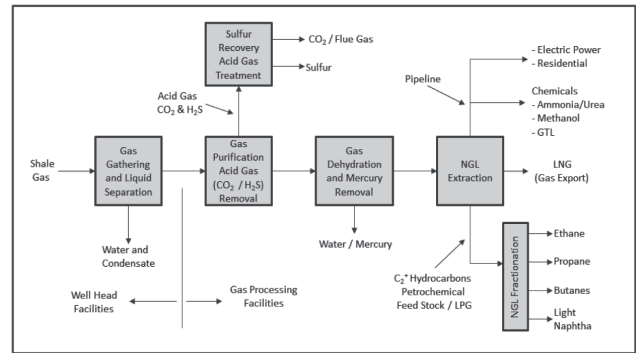 Sulfur
Recovery
Acid Gas
Treatment
CO₂ / Flue Gas
Sulfur
Acid Gas
CO₂ & H₂S
Pipeline
- Electric Power
- Residential
Chemicals
- Ammonia/Urea
- Methanol
- GTL
Shale
Gas
Gas
Gathering
and Liquid
Separation
Gas
Purification
Acid Gas
(CO₂ / H₂S)
Removal
Gas
Dehydration
and Mercury
Removal
NGL
Extraction
LNG
(Gas Export)
Water and
Condensate
Water / Mercury
C₂⁺ Hydrocarbons
Petrochemical
Feed Stock / LPG
NGL Fractionation
Ethane
Propane
Butanes
Light
Naphtha
Well Head
Facilities
Gas Processing
Facilities